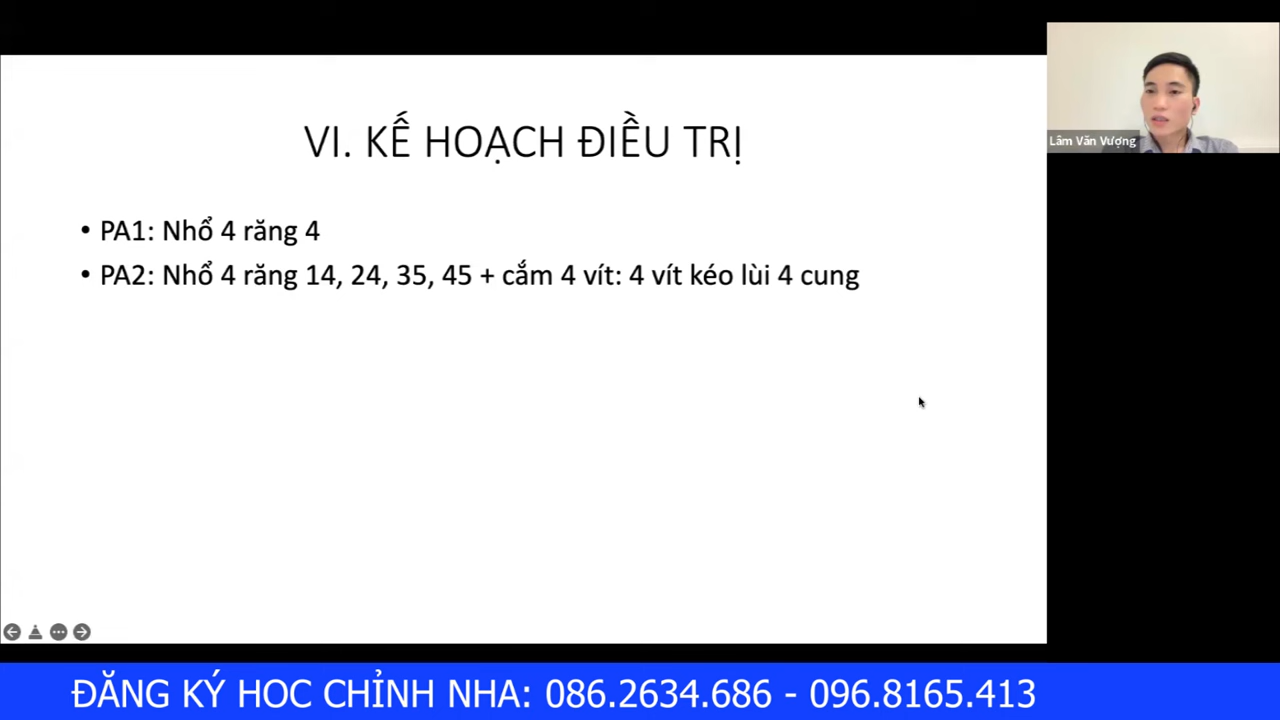 VI. KẾ HOẠCH ĐIỀU TRỊ
Lâm Văn Vượng
• PA1: Nhổ 4 răng 4
• PA2: Nhổ 4 răng 14, 24, 35, 45 + cắm 4 vít: 4 vít kéo lùi 4 cung
ĐĂNG KÝ HOC CHỈNH NHA: 086.2634.686 - 096.8165.413